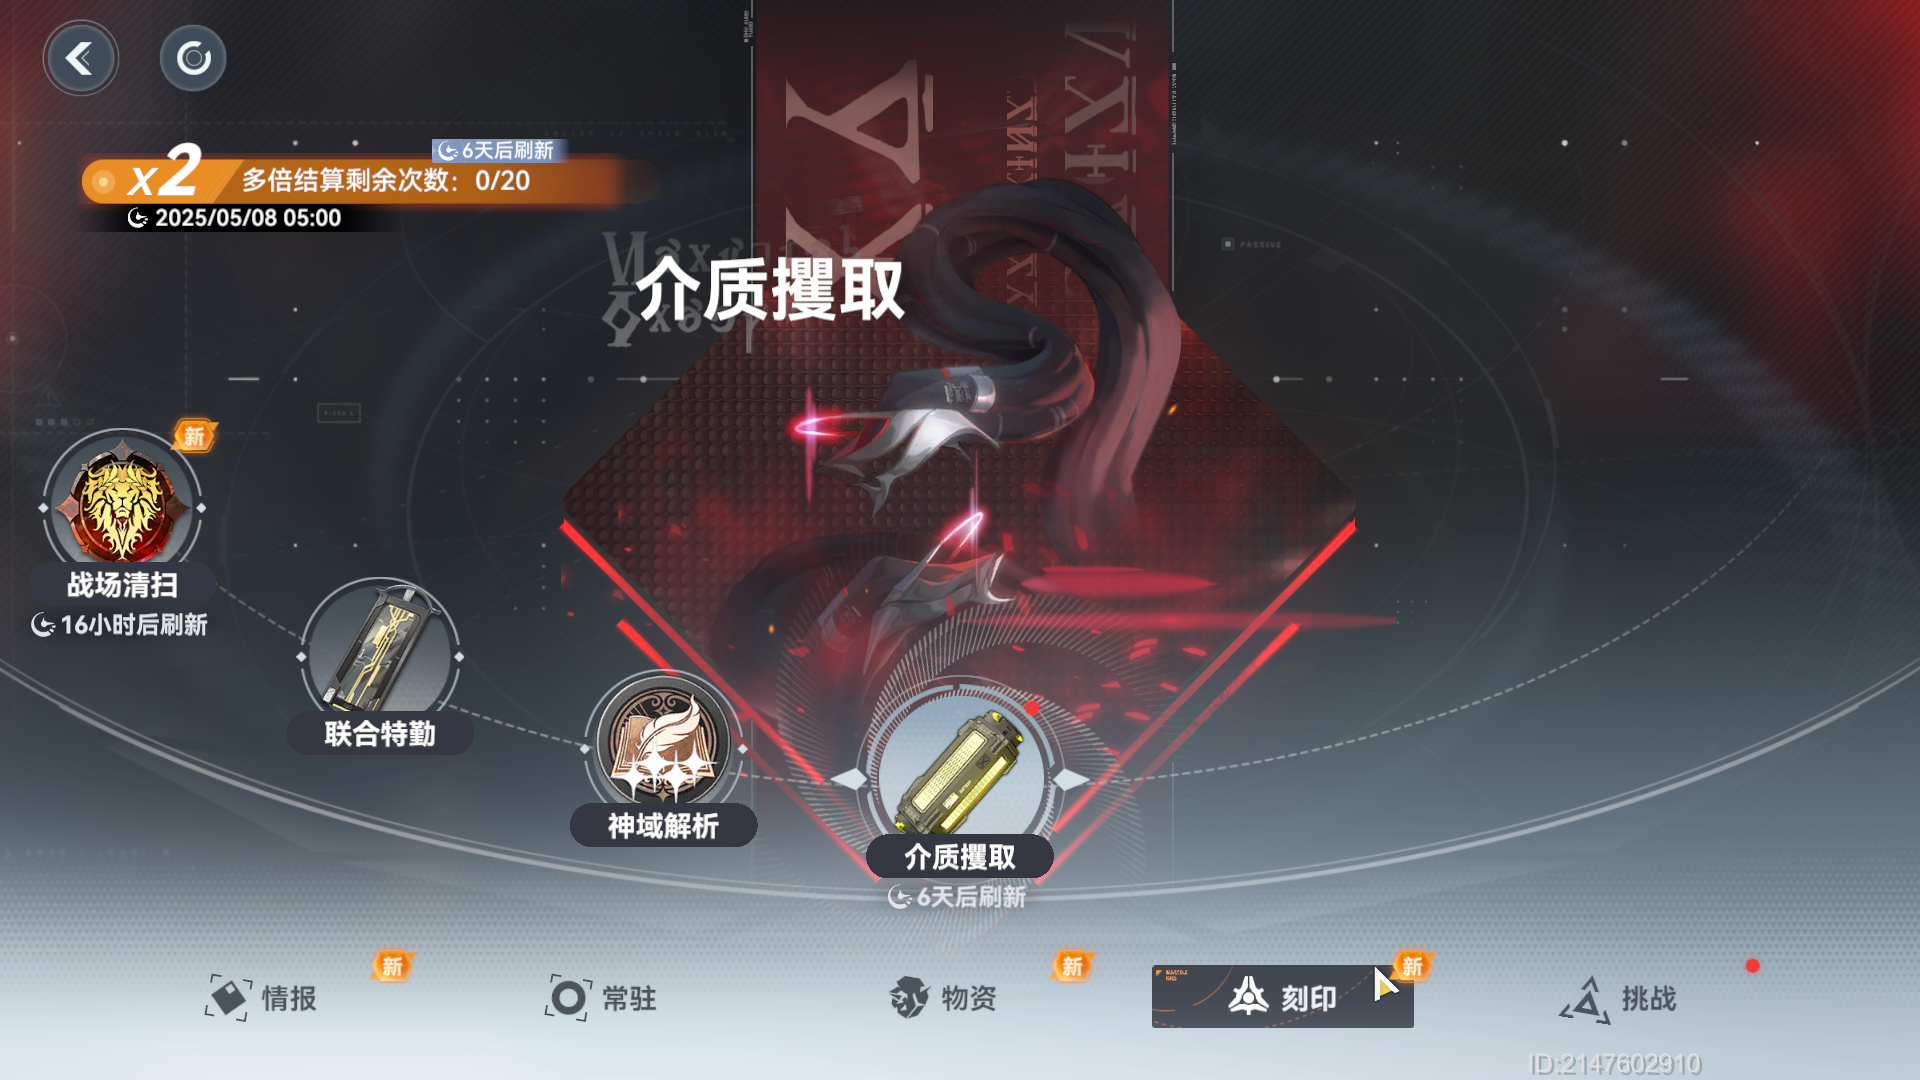 6天后刷新
x2 多倍结算剩余次数：0/20
2025/05/08 05:00
PASSIVE
介质攫取
新
战场清扫
16小时后刷新
联合特勤
神域解析
介质攫取
6天后刷新
情报
新
常驻
物资
新
刻印
新
挑战
ID:2147602910